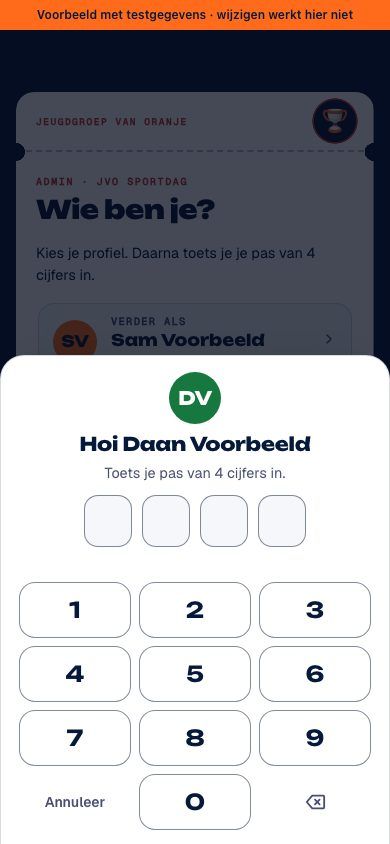 Voorbeeld met testgegevens · wijzigen werkt hier niet
JEUGDGROEP VAN ORANJE
ADMIN · JVO SPORTDAG
Wie ben je?
Kies je profiel. Daarna toets je je pas van 4
cijfers in.
SV
VERDER ALS
Sam Voorbeeld
DV
Hoi Daan Voorbeeld
Toets je pas van 4 cijfers in.
1 2 3
4 5 6
7 8 9
Annuleer 0